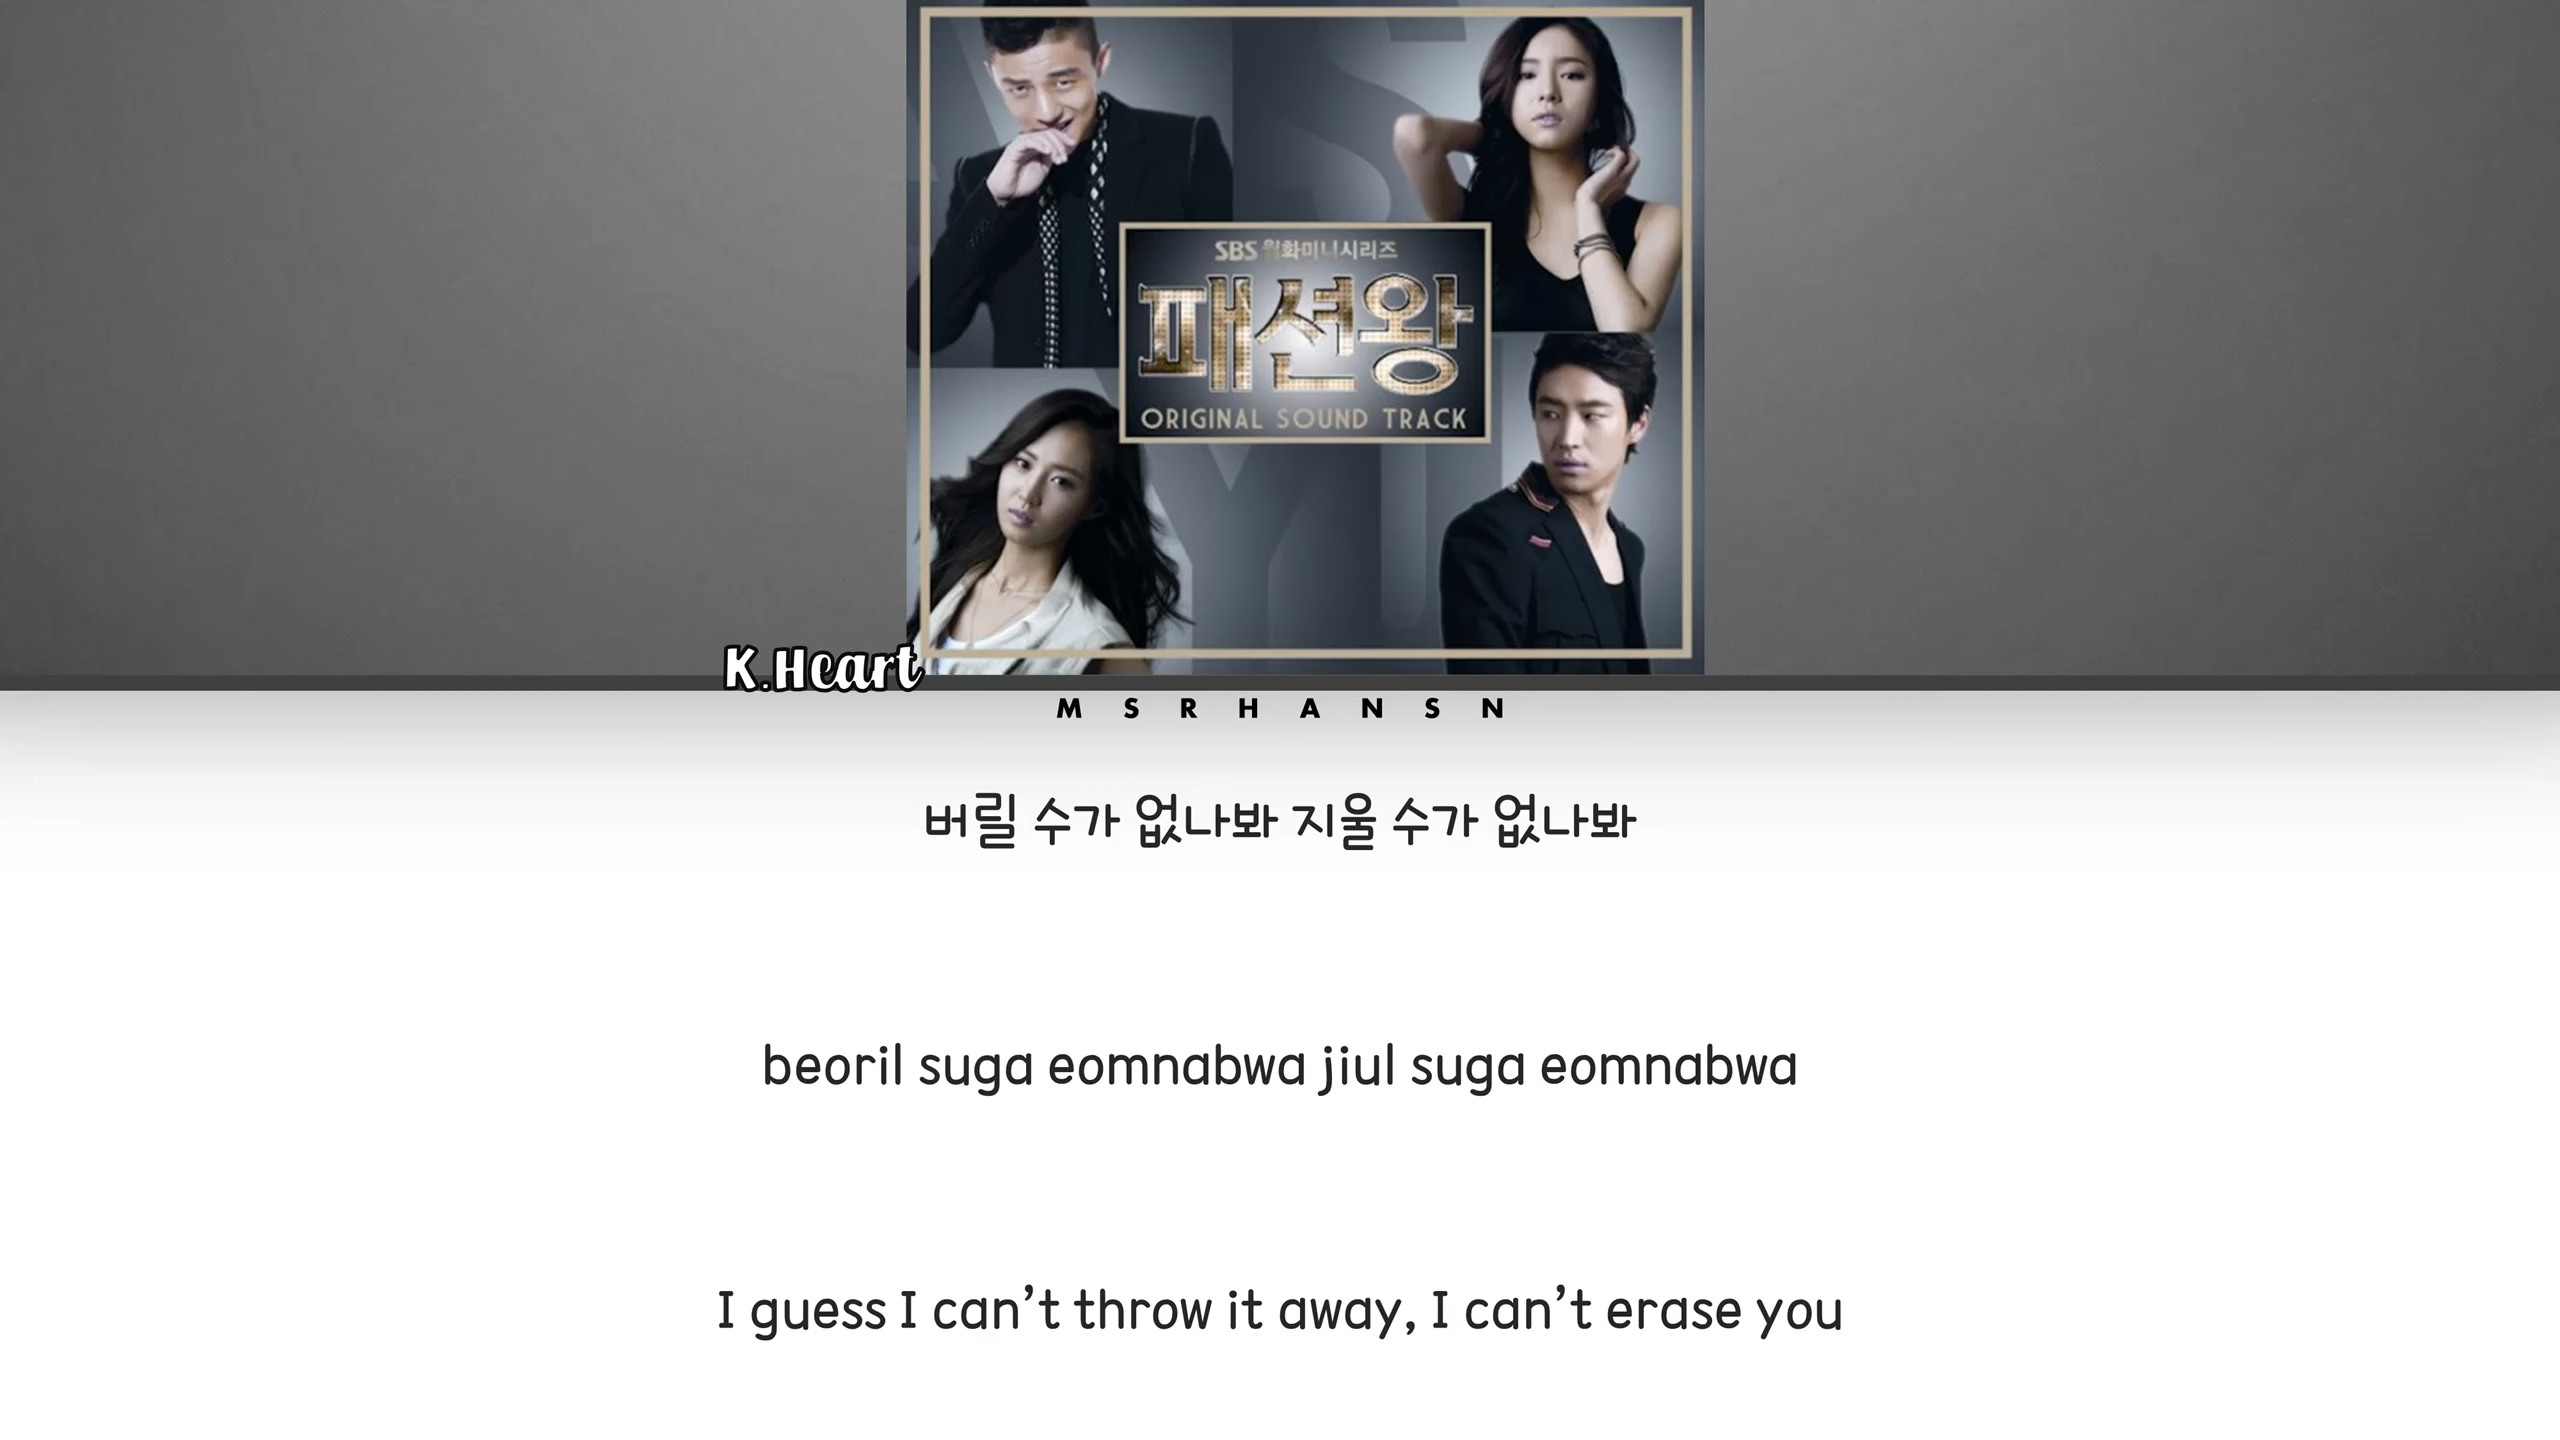 SBS 월화미니시리즈
패션왕
ORIGINAL SOUND TRACK
K.Heart
MSRHANSN
버릴 수가 없나봐 지울 수가 없나봐
beoril suga eomnabwa jiul suga eomnabwa
I guess I can’t throw it away, I can’t erase you